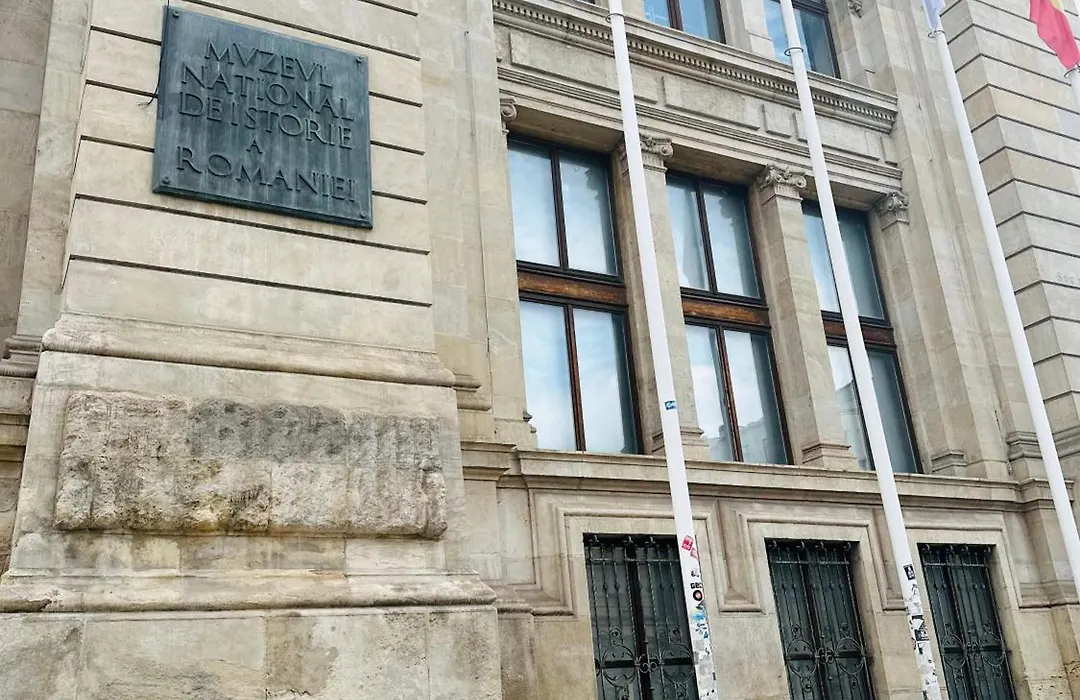 MVZEVL
NATIONAL
DE ISTORIE
A
ROMANIEI